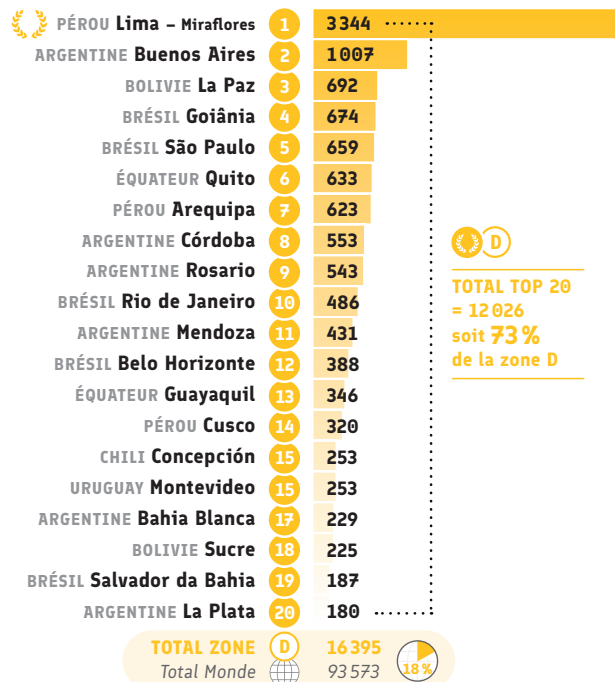 PÉROU Lima – Miraflores 1 3344
ARGENTINE Buenos Aires 2 1007
BOLIVIE La Paz 3 692
BRÉSIL Goiânia 4 674
BRÉSIL São Paulo 5 659
ÉQUATEUR Quito 6 633
PÉROU Arequipa 7 623
ARGENTINE Córdoba 8 553
ARGENTINE Rosario 9 543
BRÉSIL Rio de Janeiro 10 486
ARGENTINE Mendoza 11 431
BRÉSIL Belo Horizonte 12 388
ÉQUATEUR Guayaquil 13 346
PÉROU Cusco 14 320
CHILI Concepción 15 253
URUGUAY Montevideo 15 253
ARGENTINE Bahia Blanca 17 229
BOLIVIE Sucre 18 225
BRÉSIL Salvador da Bahia 19 187
ARGENTINE La Plata 20 180
D
TOTAL TOP 20
= 12 026
soit 73 %
de la zone D
TOTAL ZONE D 16 395
Total Monde 93 573
18 %